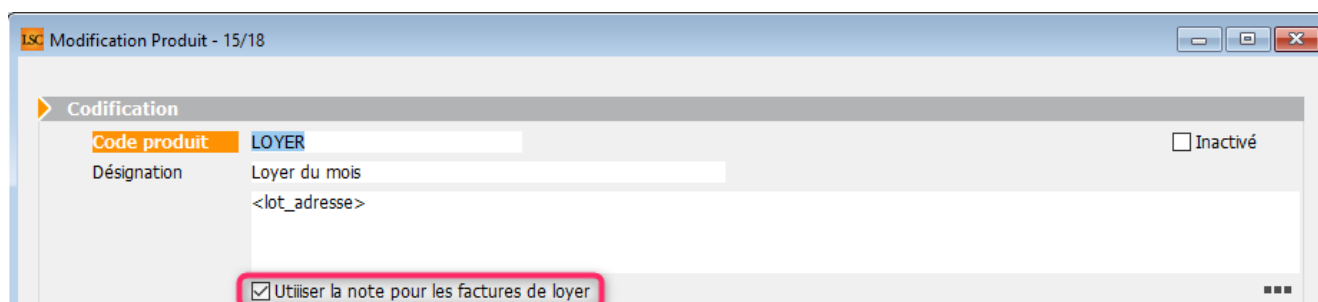 LSC Modification Produit - 15/18
Codification
Code produit LOYER Inactivé
Désignation Loyer du mois
<lot_adresse>
Utiliser la note pour les factures de loyer